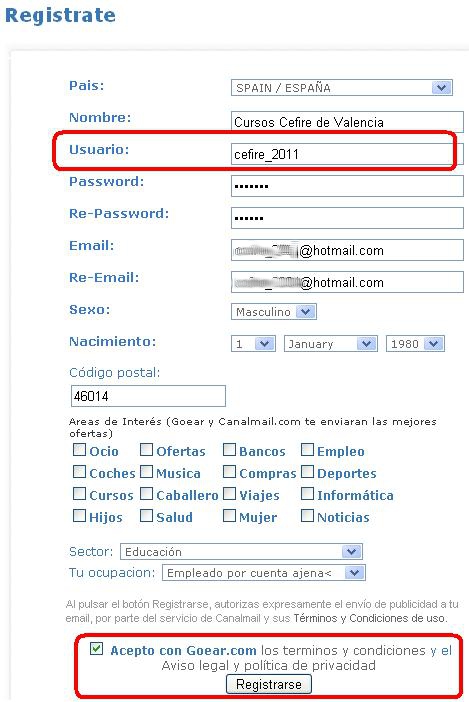 Registrate
Pais: SPAIN / ESPAÑA
Nombre: Cursos Cefire de Valencia
Usuario: cefire_2011
Password: •••••••
Re-Password: ••••••
Email: @hotmail.com
Re-Email: @hotmail.com
Sexo: Masculino
Nacimiento: 1 January 1980
Código postal:
46014
Areas de Interés (Goear y Canalmail.com te enviaran las mejores
ofertas)
Ocio Ofertas Bancos Empleo
Coches Musica Compras Deportes
Cursos Caballero Viajes Informática
Hijos Salud Mujer Noticias
Sector: Educación
Tu ocupacion: Empleado por cuenta ajena<
Al pulsar el botón Registrarse, autorizas expresamente el envío de publicidad a tu
email, por parte del servicio de Canalmail y sus Términos y Condiciones de uso.
Acepto con Goear.com los terminos y condiciones y el
Aviso legal y política de privacidad
Registrarse